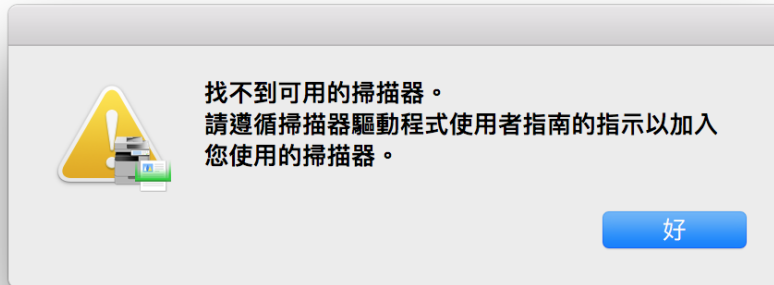 找不到可用的掃描器。
請遵循掃描器驅動程式使用者指南的指示以加入
您使用的掃描器。
好